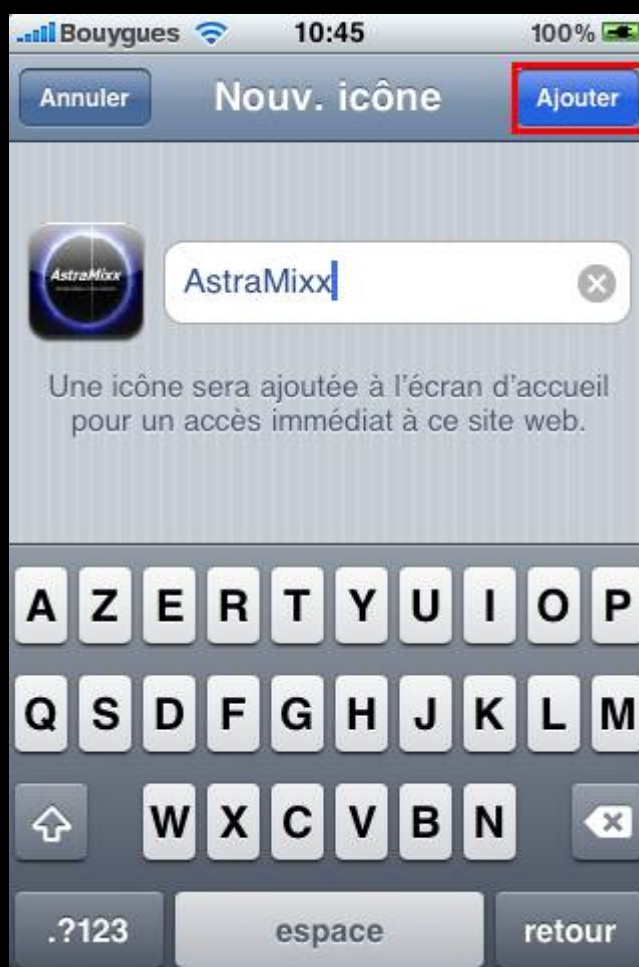 Bouygues 10:45 100%
Annuler Nouv. icône Ajouter
AstraMixx AstraMixx
Une icône sera ajoutée à l'écran d'accueil
pour un accès immédiat à ce site web.
A Z E R T Y U I O P
Q S D F G H J K L M
W X C V B N
.?123 espace retour